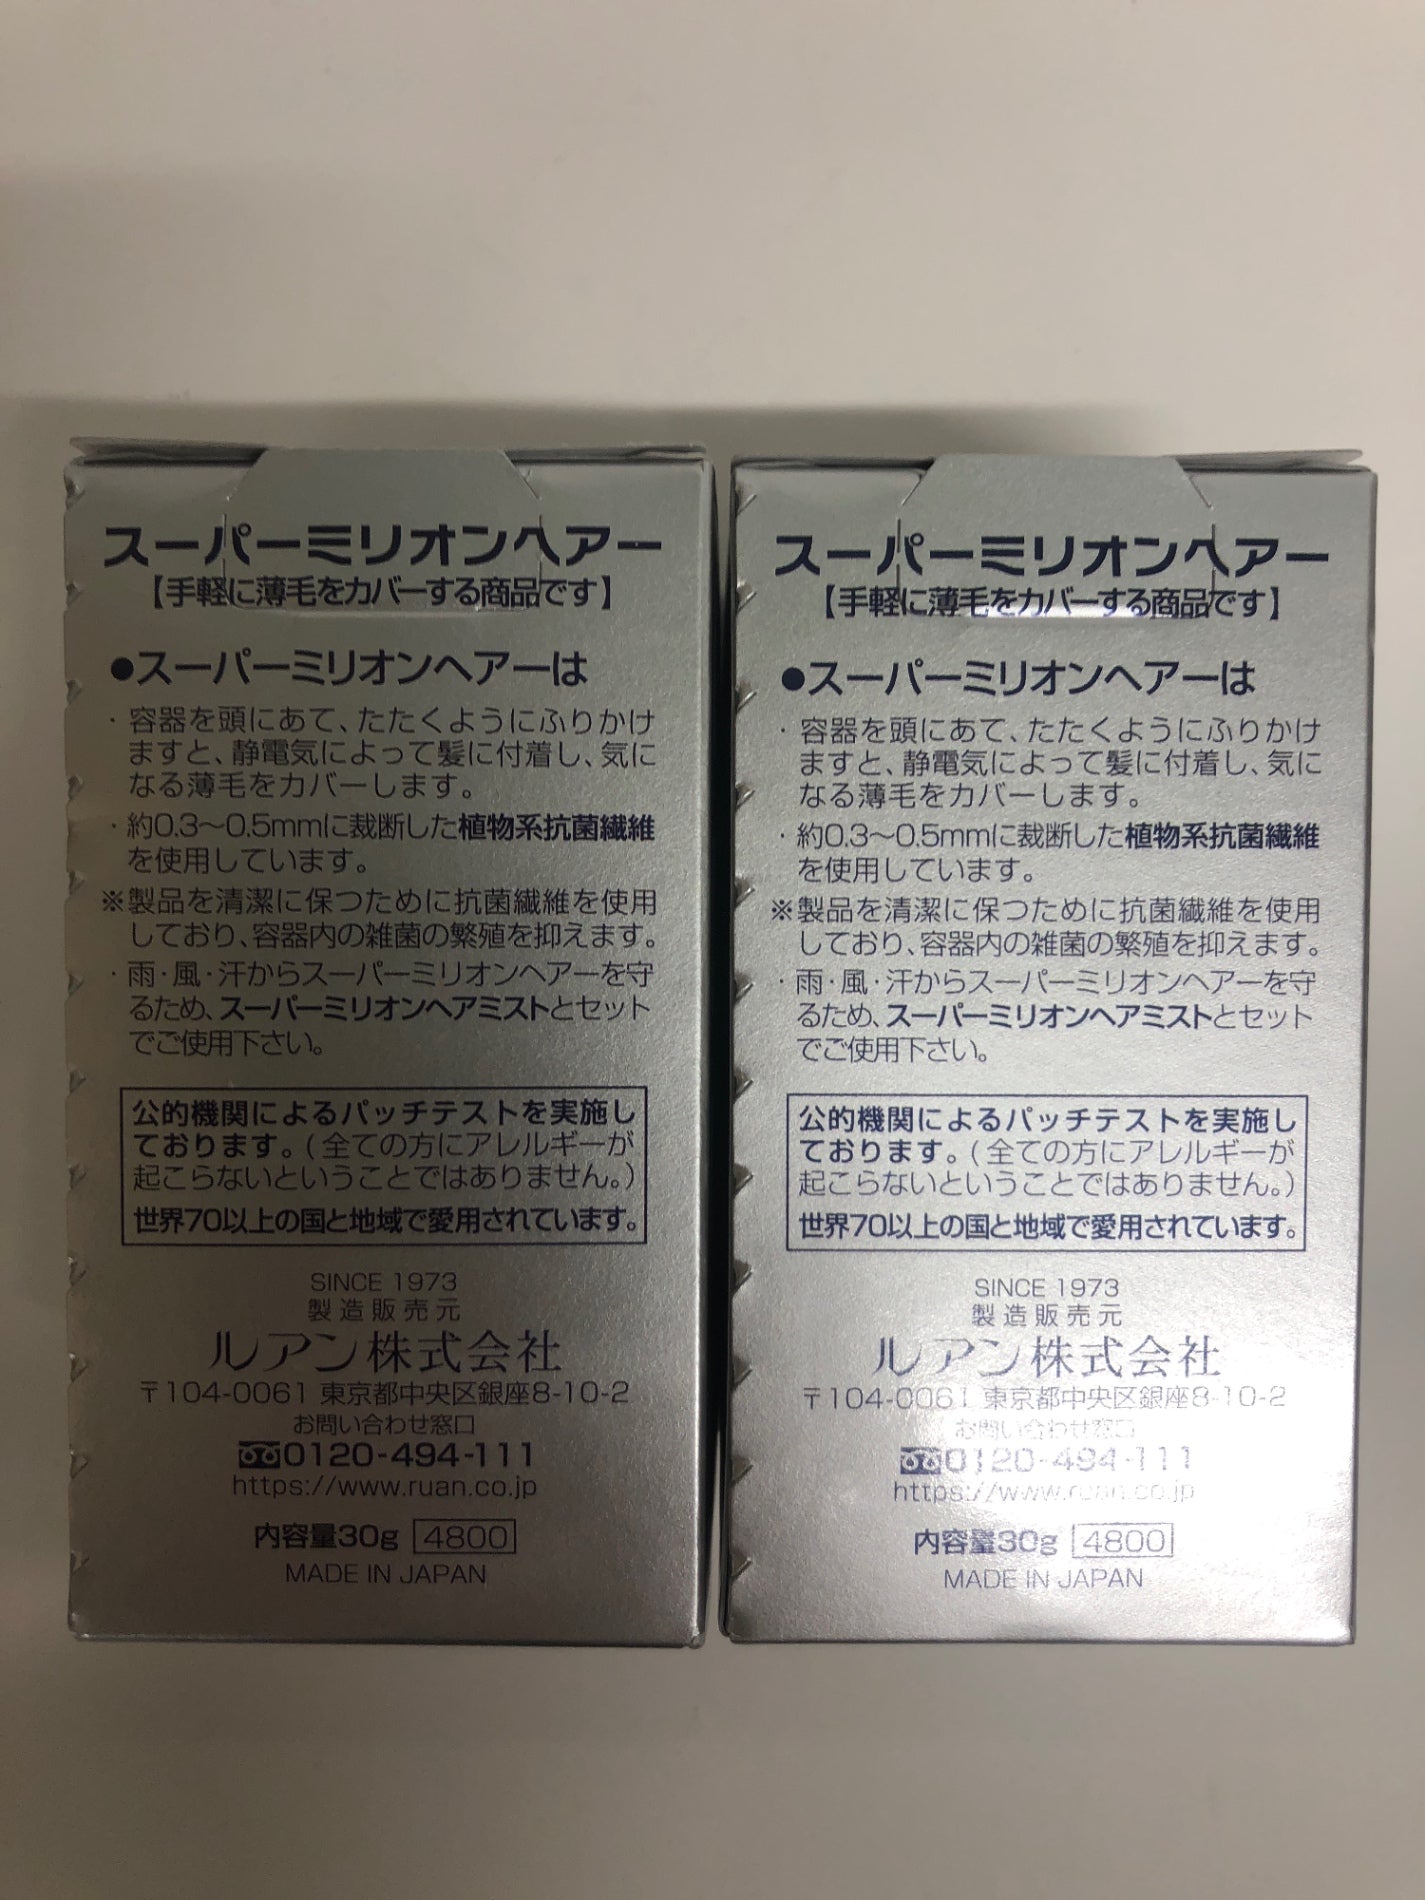 スーパーミリオンヘアー
【手軽に薄毛をカバーする商品です】
●スーパーミリオンヘアーは
・容器を頭にあて、たたくようにふりかけ
ますと、静電気によって髪に付着し、気に
なる薄毛をカバーします。
・約0.3〜0.5mmに裁断した植物系抗菌繊維
を使用しています。
※製品を清潔に保つために抗菌繊維を使用
しており、容器内の雑菌の繁殖を抑えます。
・雨・風・汗からスーパーミリオンヘアーを守
るため、スーパーミリオンヘアミストとセット
でご使用下さい。
公的機関によるパッチテストを実施し
ております。(全ての方にアレルギーが
起こらないということではありません。)
世界70以上の国と地域で愛用されています。
SINCE 1973
製造販売元
ルアン株式会社
〒104-0061 東京都中央区銀座8-10-2
お問い合わせ窓口
0120-494-111
https://www.ruan.co.jp
内容量30g 4800
MADE IN JAPAN
スーパーミリオンヘアー
【手軽に薄毛をカバーする商品です】
●スーパーミリオンヘアーは
・容器を頭にあて、たたくようにふりかけ
ますと、静電気によって髪に付着し、気に
なる薄毛をカバーします。
・約0.3〜0.5mmに裁断した植物系抗菌繊維
を使用しています。
※製品を清潔に保つために抗菌繊維を使用
しており、容器内の雑菌の繁殖を抑えます。
・雨・風・汗からスーパーミリオンヘアーを守
るため、スーパーミリオンヘアミストとセット
でご使用下さい。
公的機関によるパッチテストを実施し
ております。(全ての方にアレルギーが
起こらないということではありません。)
世界70以上の国と地域で愛用されています。
SINCE 1973
製造販売元
ルアン株式会社
〒104-0061 東京都中央区銀座8-10-2
お問い合わせ窓口
0120-494-111
https://www.ruan.co.jp
内容量30g 4800
MADE IN JAPAN